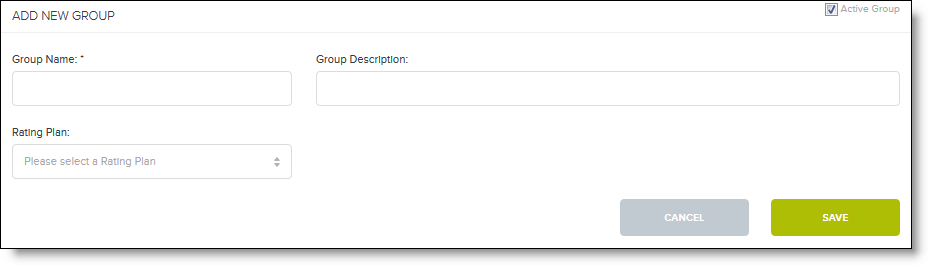 ADD NEW GROUP
Active Group
Group Name: *
Group Description:
Rating Plan:
Please select a Rating Plan
CANCEL
SAVE